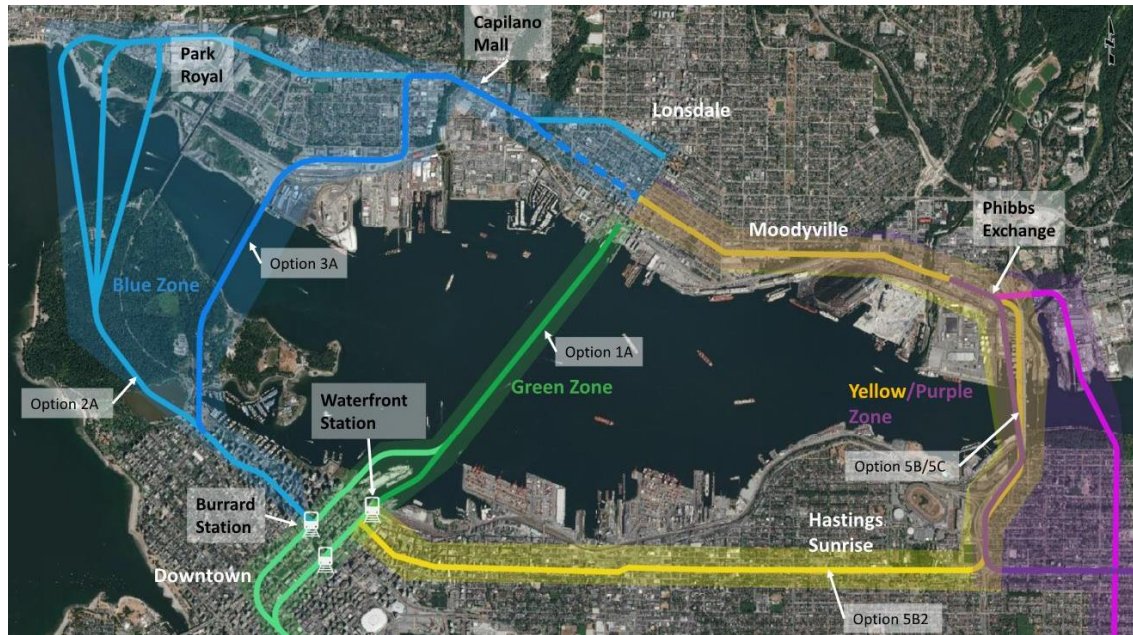 Capilano
Mall
Park
Royal
Lonsdale
Phibbs
Exchange
Moodyville
Option 3A
Blue Zone
Option 1A
Green Zone
Waterfront
Station
Yellow/Purple
Zone
Option 2A
Option 5B/5C
Burrard
Station
Hastings
Sunrise
Downtown
Option 5B2